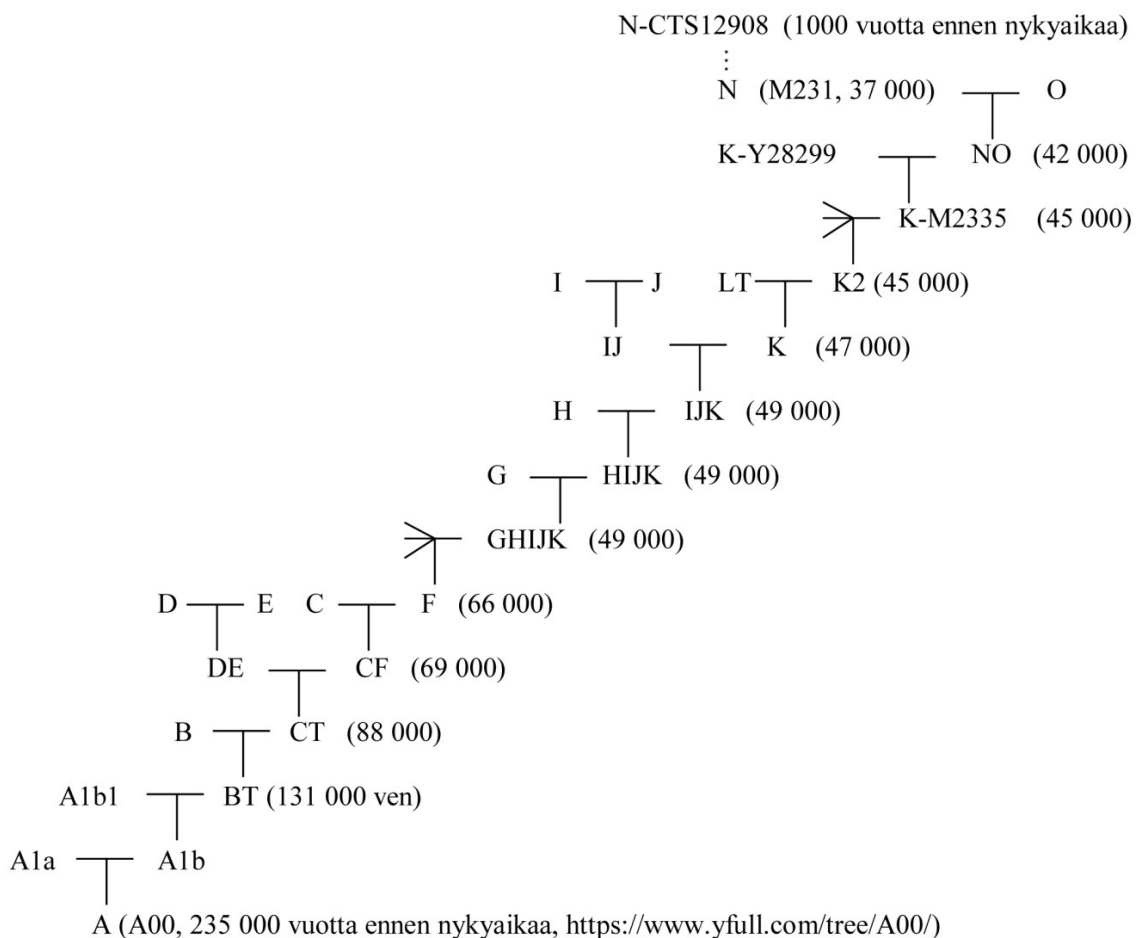 N-CTS12908 (1000 vuotta ennen nykyaikaa)
N (M231, 37 000) O
K-Y28299 NO (42 000)
K-M2335 (45 000)
I J LT K2 (45 000)
IJ K (47 000)
H IJK (49 000)
G HIJK (49 000)
GHIJK (49 000)
D E C F (66 000)
DE CF (69 000)
B CT (88 000)
A1b1 BT (131 000 ven)
A1a A1b
A (A00, 235 000 vuotta ennen nykyaikaa, https://www.yfull.com/tree/A00/)